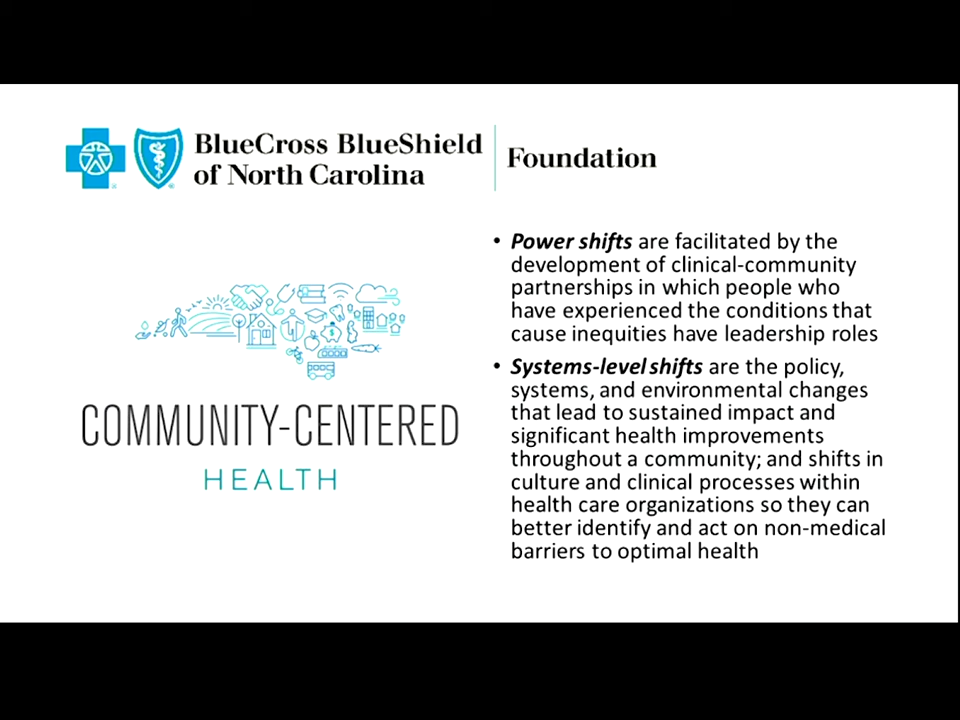 BlueCross BlueShield
of North Carolina
Foundation
COMMUNITY-CENTERED
HEALTH
• Power shifts are facilitated by the
development of clinical-community
partnerships in which people who
have experienced the conditions that
cause inequities have leadership roles
• Systems-level shifts are the policy,
systems, and environmental changes
that lead to sustained impact and
significant health improvements
throughout a community; and shifts in
culture and clinical processes within
health care organizations so they can
better identify and act on non-medical
barriers to optimal health